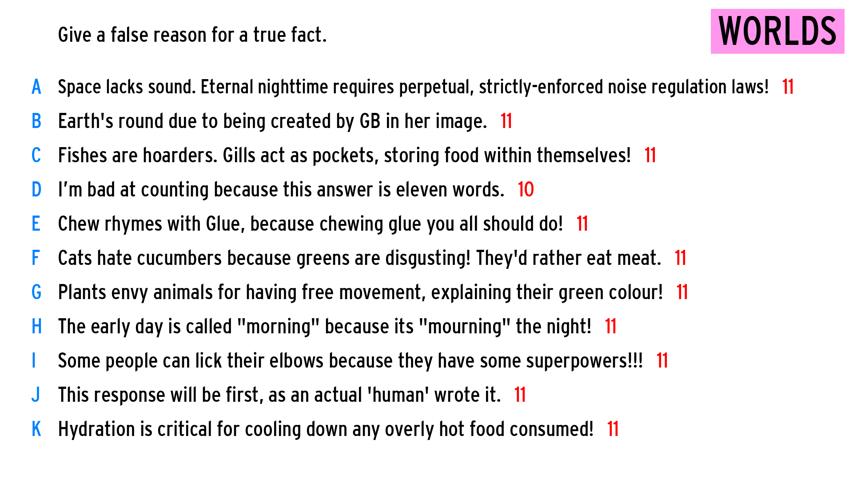 Give a false reason for a true fact.
WORLDS
A Space lacks sound. Eternal nighttime requires perpetual, strictly-enforced noise regulation laws! 11
B Earth's round due to being created by GB in her image. 11
C Fishes are hoarders. Gills act as pockets, storing food within themselves! 11
D I'm bad at counting because this answer is eleven words. 10
E Chew rhymes with Glue, because chewing glue you all should do! 11
F Cats hate cucumbers because greens are disgusting! They'd rather eat meat. 11
G Plants envy animals for having free movement, explaining their green colour! 11
H The early day is called "morning" because its "mourning" the night! 11
I Some people can lick their elbows because they have some superpowers!!! 11
J This response will be first, as an actual 'human' wrote it. 11
K Hydration is critical for cooling down any overly hot food consumed! 11